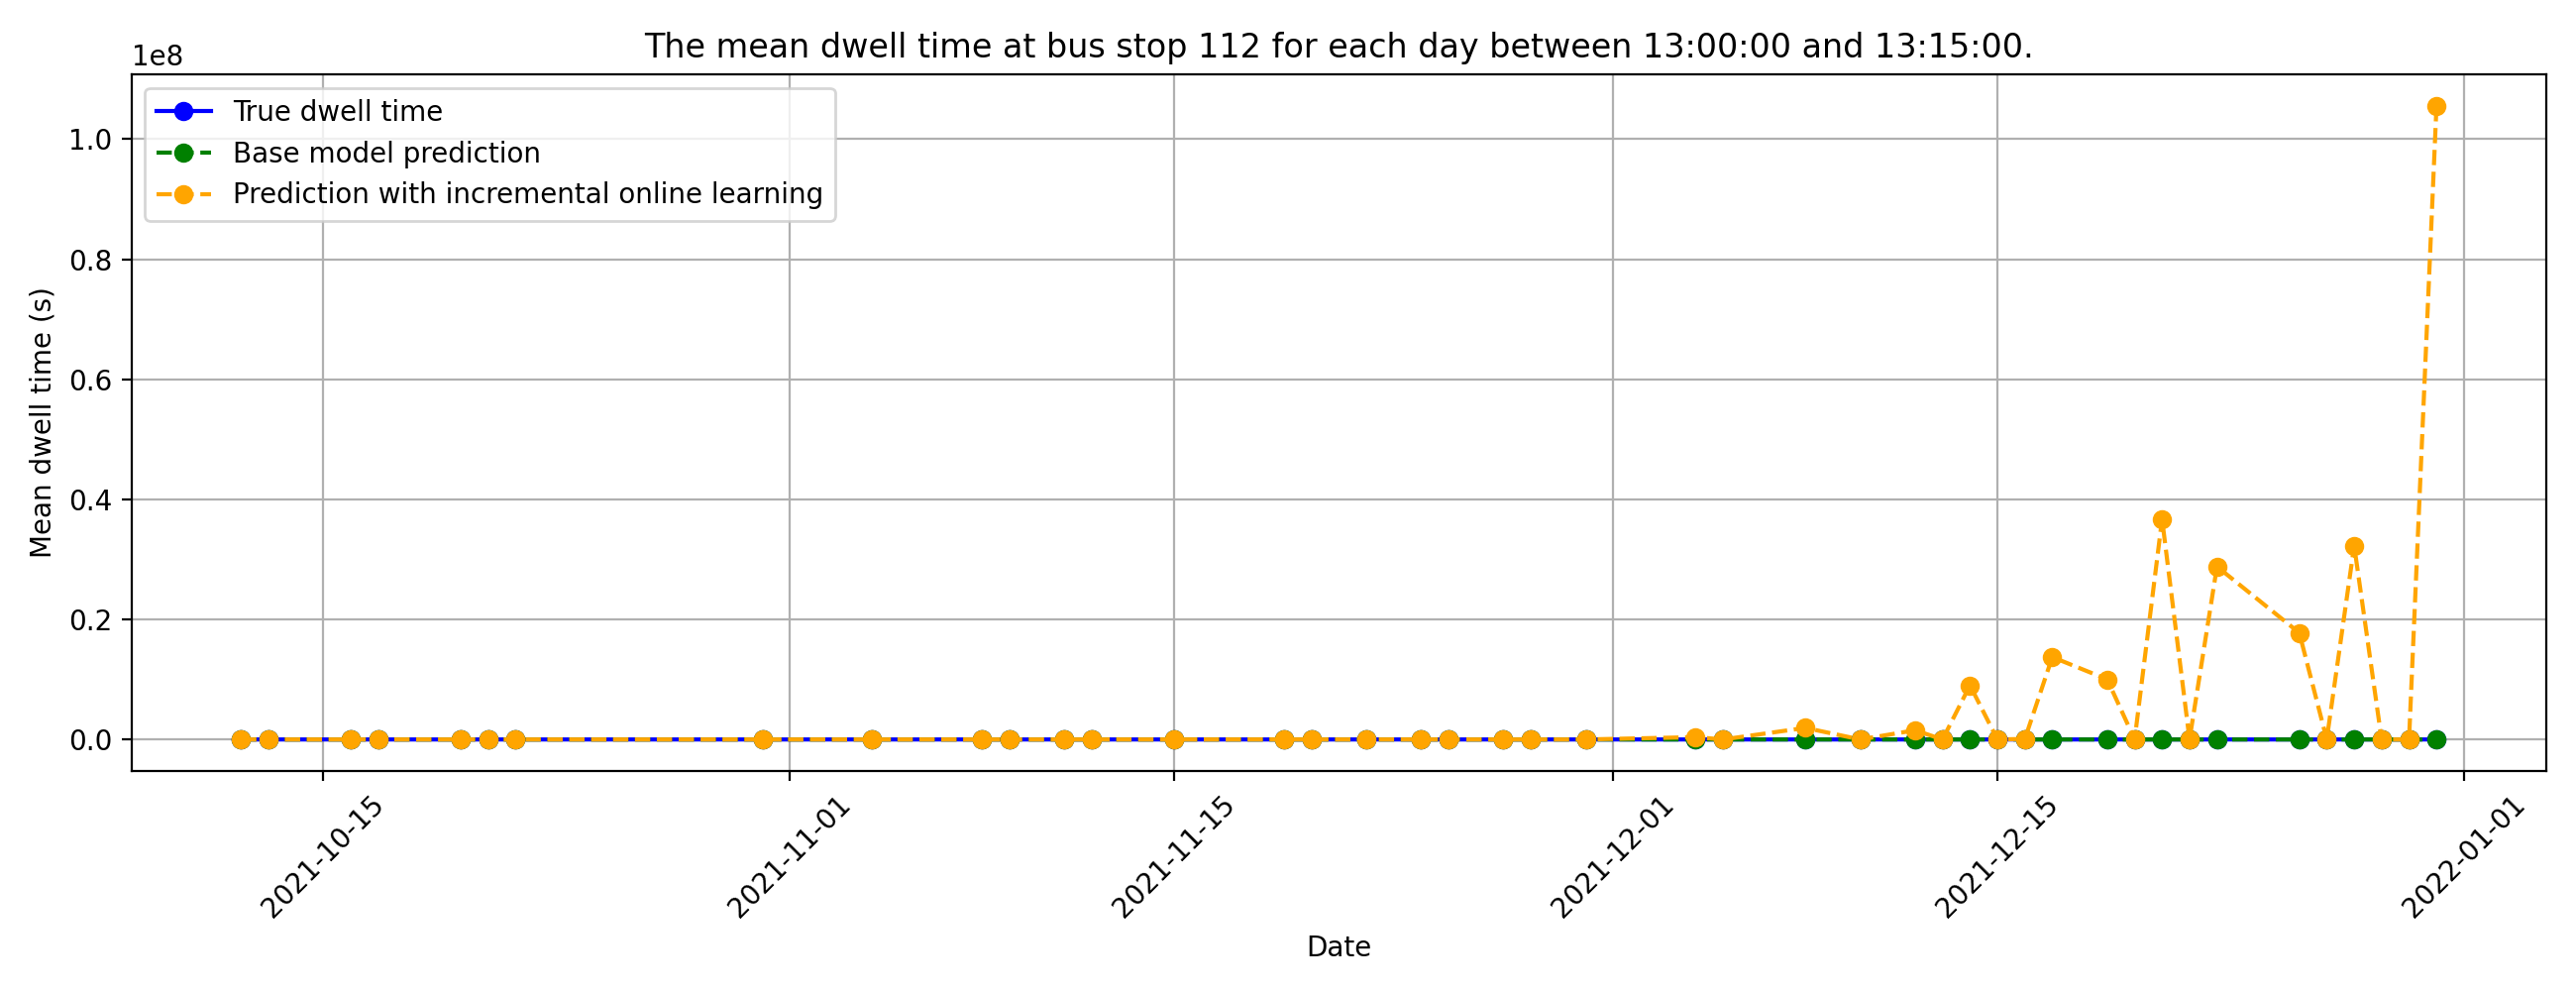 The mean dwell time at bus stop 112 for each day between 13:00:00 and 13:15:00.
1e8
True dwell time
Base model prediction
Prediction with incremental online learning
Mean dwell time (s)
1.0
0.8
0.6
0.4
0.2
0.0
2021-10-15
2021-11-01
2021-11-15
2021-12-01
2021-12-15
2022-01-01
Date